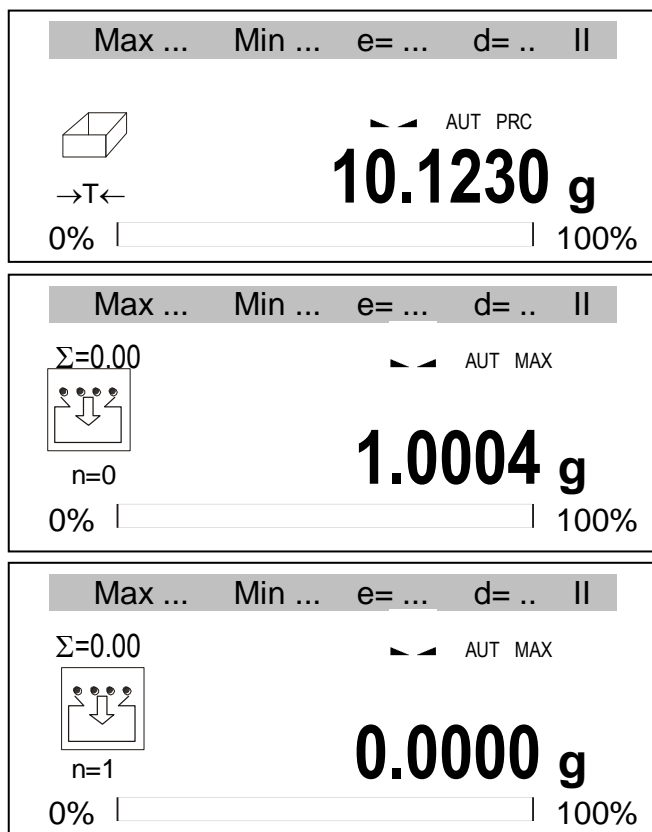 Max ... Min ... e= ... d= .. II
AUT PRC
10.1230 g
→T←
0% 100%
Max ... Min ... e= ... d= .. II
Σ=0.00
AUT MAX
1.0004 g
n=0
0% 100%
Max ... Min ... e= ... d= .. II
Σ=0.00
AUT MAX
0.0000 g
n=1
0% 100%